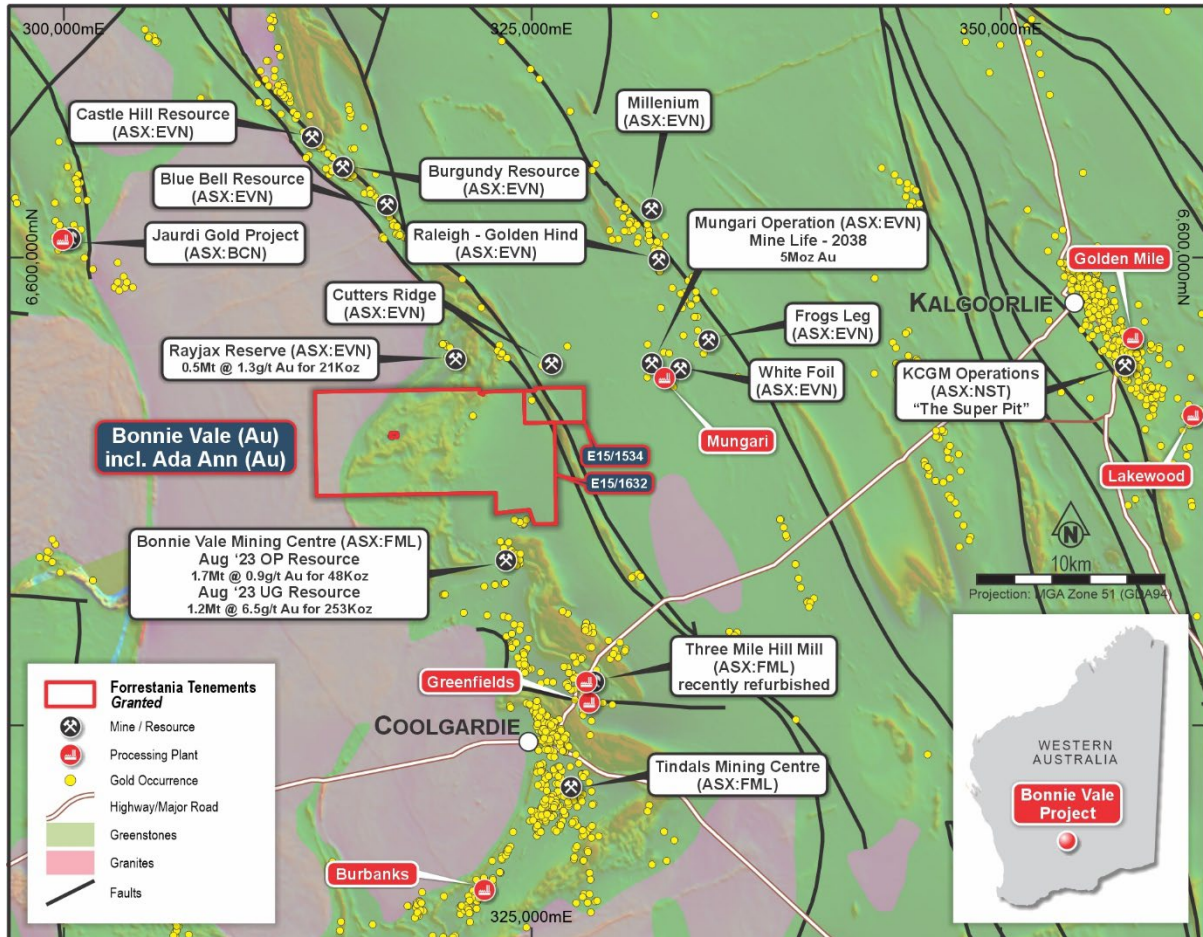 300,000mE
325,000mE
350,000mE
Castle Hill Resource
(ASX:EVN)
Millenium
(ASX:EVN)
Blue Bell Resource
(ASX:EVN)
Burgundy Resource
(ASX:EVN)
Jaurdi Gold Project
(ASX:BCN)
Raleigh - Golden Hind
(ASX:EVN)
Mungari Operation (ASX:EVN)
Mine Life - 2038
5Moz Au
6,600,000mN
6,600,000mN
Golden Mile
KALGOORLIE
Cutters Ridge
(ASX:EVN)
Frogs Leg
(ASX:EVN)
Rayjax Reserve (ASX:EVN)
0.5Mt @ 1.3g/t Au for 21Koz
White Foil
(ASX:EVN)
KCGM Operations
(ASX:NST)
"The Super Pit"
Bonnie Vale (Au)
incl. Ada Ann (Au)
Mungari
E15/1534
E15/1632
Lakewood
Bonnie Vale Mining Centre (ASX:FML)
Aug '23 OP Resource
1.7Mt @ 0.9g/t Au for 48Koz
Aug '23 UG Resource
1.2Mt @ 6.5g/t Au for 253Koz
N
10km
Projection: MGA Zone 51 (GDA94)
Three Mile Hill Mill
(ASX:FML)
recently refurbished
Greenfields
COOLGARDIE
Tindals Mining Centre
(ASX:FML)
Burbanks
325,000mE
Forrestania Tenements
Granted
Mine / Resource
Processing Plant
Gold Occurrence
Highway/Major Road
Greenstones
Granites
Faults
WESTERN
AUSTRALIA
Bonnie Vale
Project